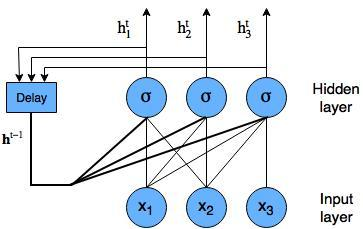 h₁ᵗ h₂ᵗ h₃ᵗ
Delay σ σ σ Hidden
layer
hᵗ⁻¹
x₁ x₂ x₃ Input
layer